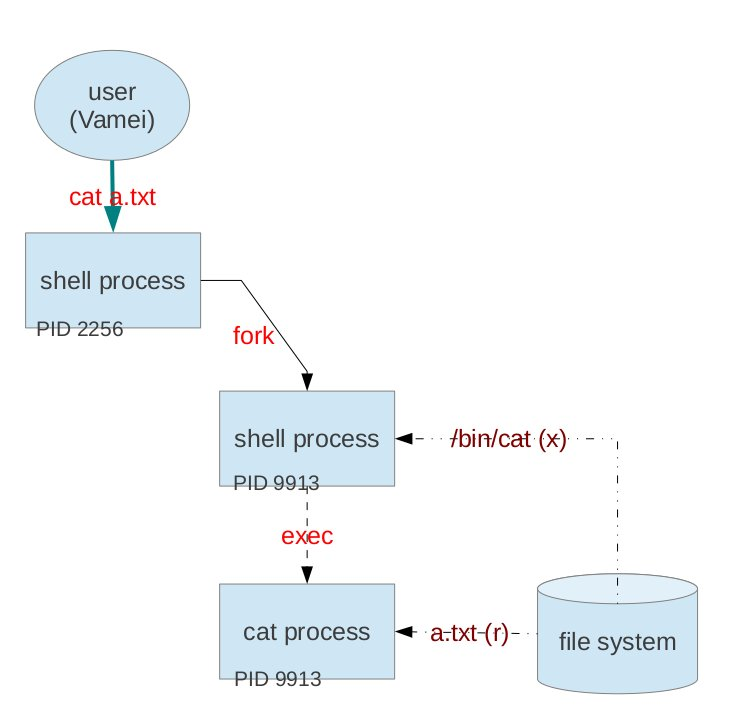 user
(Vamei)
cat a.txt
shell process
PID 2256
fork
shell process
/bin/cat (x)
PID 9913
exec
cat process
a.txt (r)
file system
PID 9913